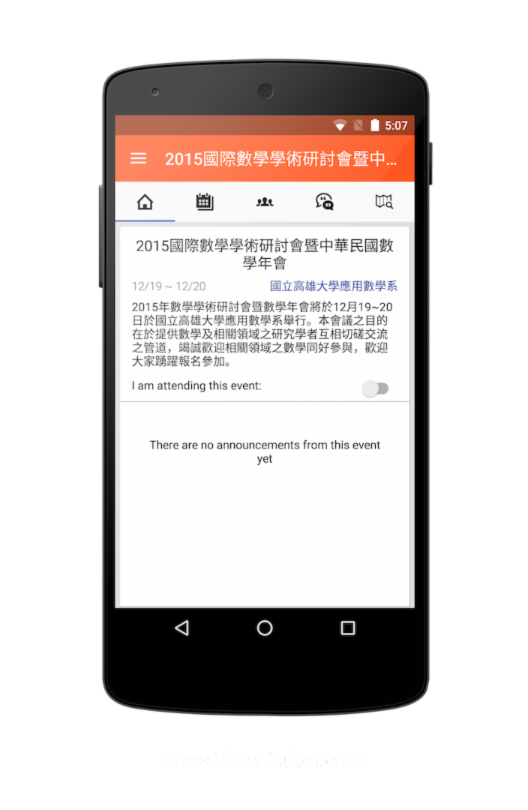 5:07
2015國際數學學術研討會暨中...
2015國際數學學術研討會暨中華民國數
學年會
12/19 ~ 12/20
國立高雄大學應用數學系
2015年數學學術研討會暨數學年會將於12月19~20
日於國立高雄大學應用數學系舉行。本會議之目的
在於提供數學及相關領域之研究學者互相切磋交流
之管道，竭誠歡迎相關領域之數學同好參與，歡迎
大家踴躍報名參加。
I am attending this event:
There are no announcements from this event
yet